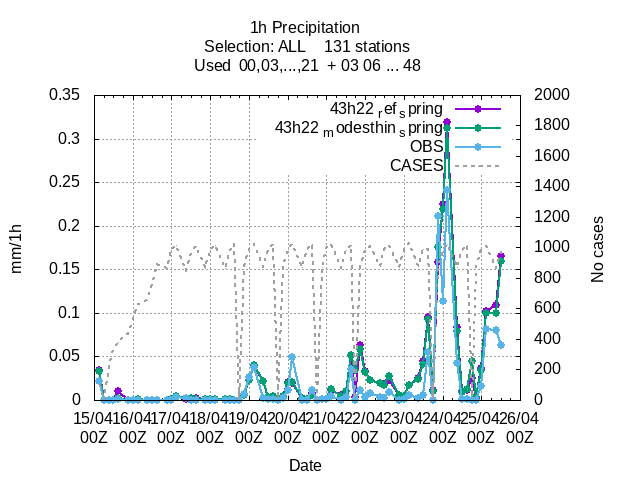 1h Precipitation
Selection: ALL 131 stations
Used 00,03,...,21 + 03 06 ... 48
0.35
0.3
0.25
0.2
0.15
0.1
0.05
0
mm/1h
43h22 ref spring
43h22 modesthin spring
OBS
CASES
2000
1800
1600
1400
1200
1000
800
600
400
200
0
No cases
15/04 16/04 17/04 18/04 19/04 20/04 21/04 22/04 23/04 24/04 25/04 26/04
00Z 00Z 00Z 00Z 00Z 00Z 00Z 00Z 00Z 00Z 00Z 00Z
Date